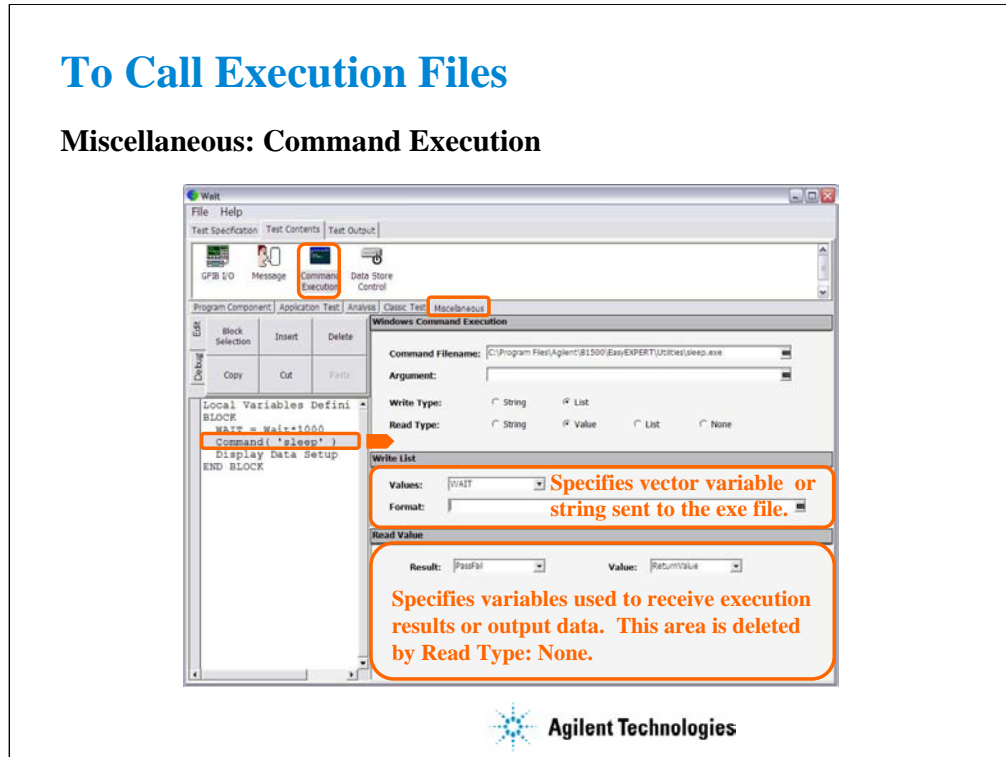 To Call Execution Files
Miscellaneous: Command Execution
Wait
File Help
Test Specification Test Contents Test Output
GPIB I/O Message Command Execution Data Store Control
Program Component Application Test Analysis Classic Test Miscellaneous
Edit
Debug
Block Selection Insert Delete
Copy Cut Paste
Local Variables Defini
BLOCK
WAIT = Wait*1000
Command( 'sleep' )
Display Data Setup
END BLOCK
Windows Command Execution
Command Filename: C:\Program Files\Agilent\B1500\EasyEXPERT\Utilities\sleep.exe
Argument:
Write Type: String List
Read Type: String Value List None
Write List
Values: WAIT
Format:
Specifies vector variable or
string sent to the exe file.
Read Value
Result: PassFail Value: ReturnValue
Specifies variables used to receive execution
results or output data. This area is deleted
by Read Type: None.
Agilent Technologies